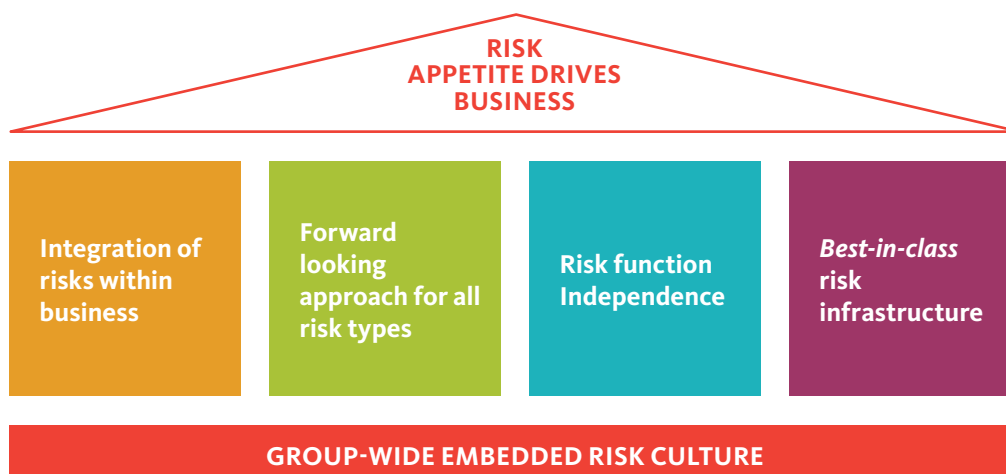 RISK
APPETITE DRIVES
BUSINESS
Integration of
risks within
business
Forward
looking
approach for all
risk types
Risk function
Independence
Best-in-class
risk
infrastructure
GROUP-WIDE EMBEDDED RISK CULTURE